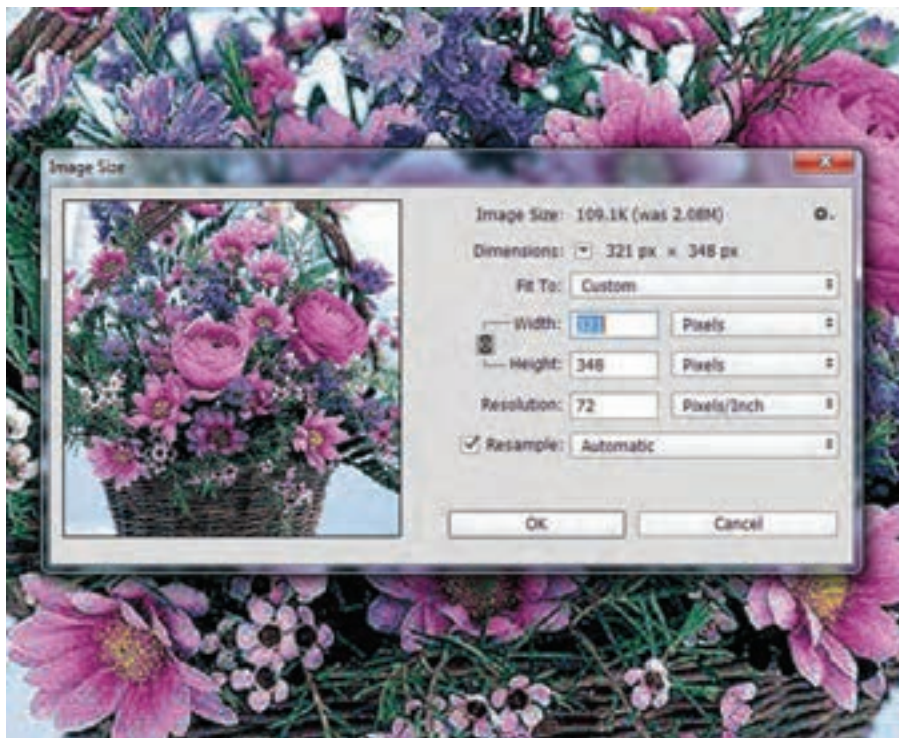 Image Size
Image Size: 109.1K (was 2.08M)
Dimensions: 321 px × 348 px
Fit To: Custom
Width: 321 Pixels
Height: 348 Pixels
Resolution: 72 Pixels/Inch
Resample: Automatic
OK Cancel